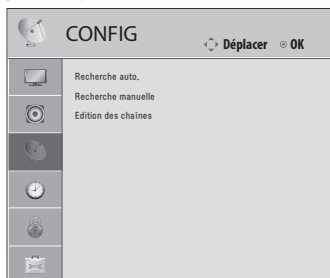 CONFIG
Déplacer OK
Recherche auto.
Recherche manuelle
Edition des chaînes